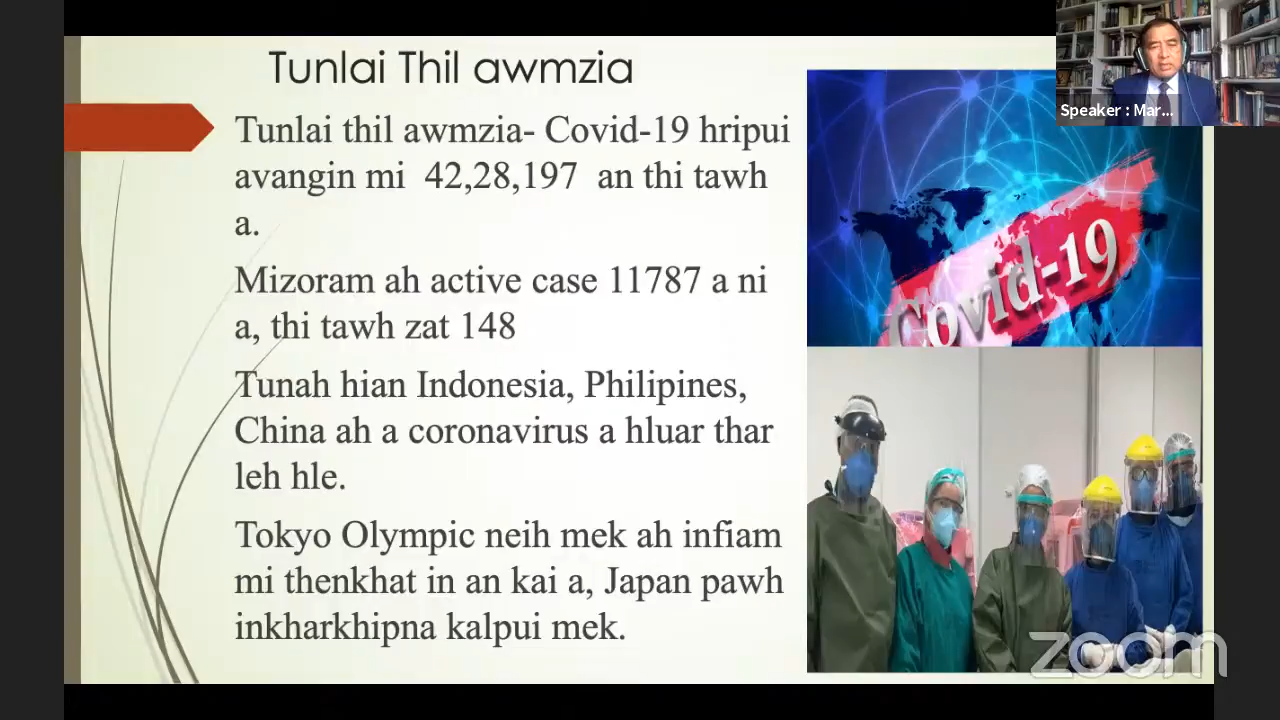 Tunlai Thil awmzia
Tunlai thil awmzia- Covid-19 hripui
avangin mi 42,28,197 an thi tawh
a.
Mizoram ah active case 11787 a ni
a, thi tawh zat 148
Tunah hian Indonesia, Philipines,
China ah a coronavirus a hluar thar
leh hle.
Tokyo Olympic neih mek ah infiam
mi thenkhat in an kai a, Japan pawh
inkharkhipna kalpui mek.
Covid-19
Speaker : Mar...
zoom